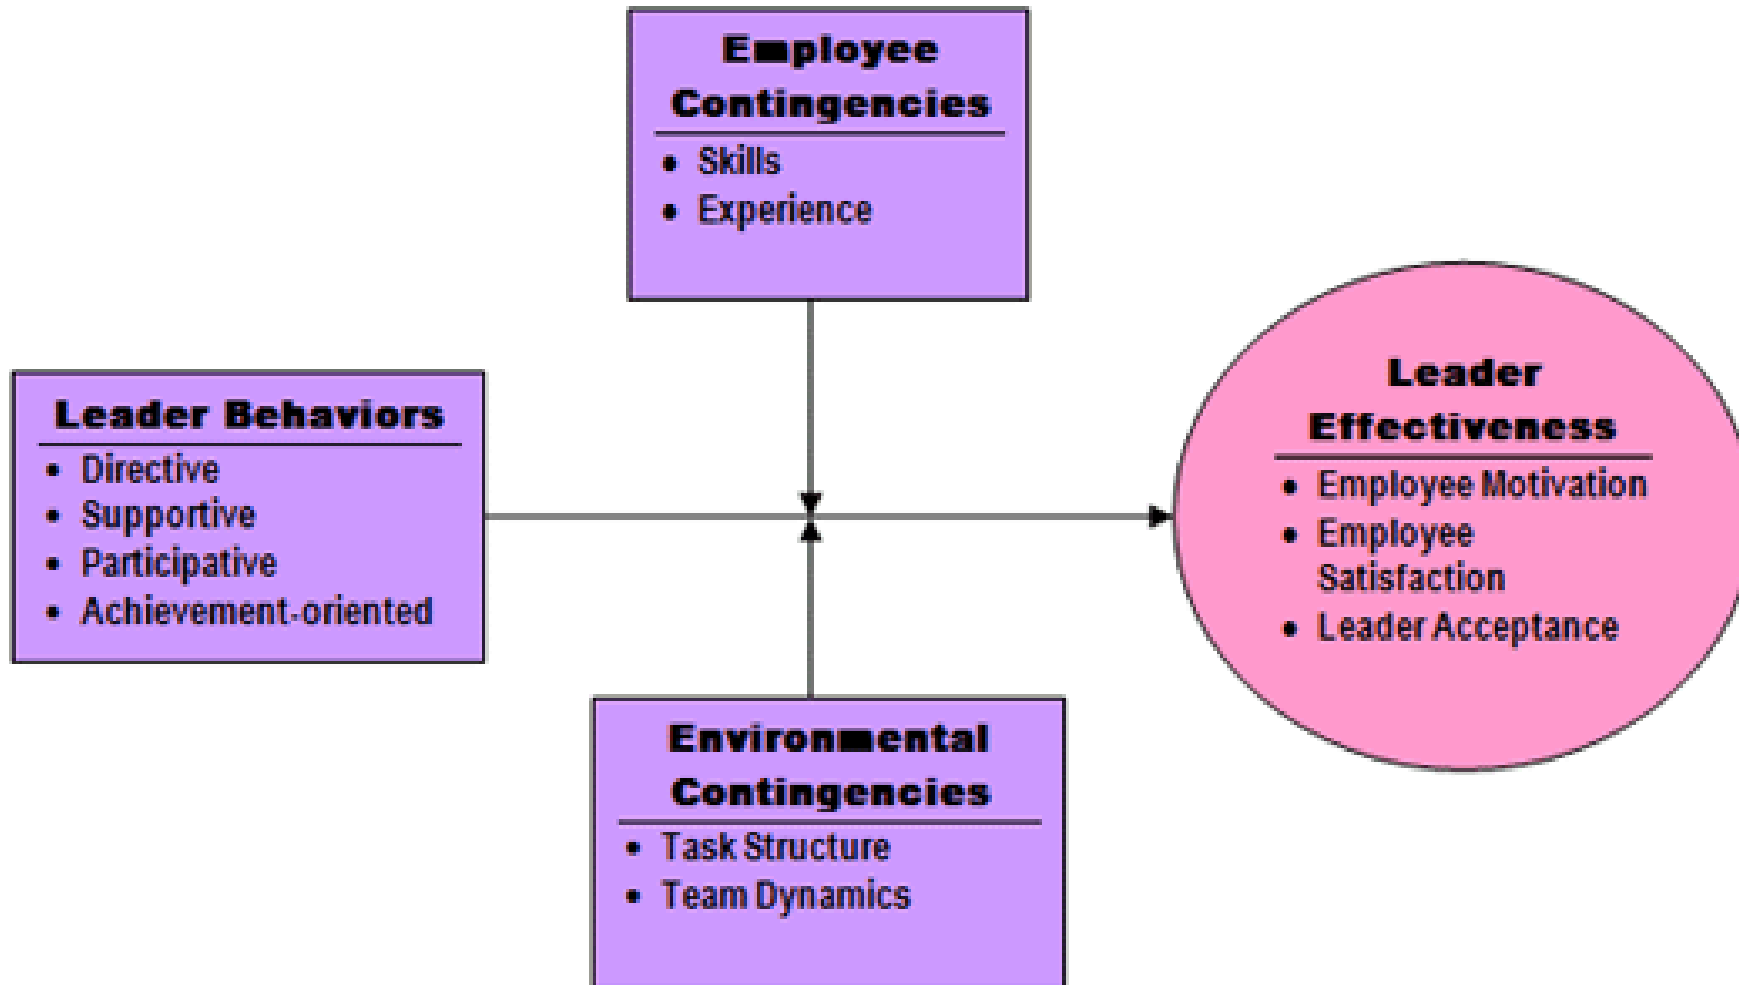 Employee
Contingencies
• Skills
• Experience
Leader Behaviors
• Directive
• Supportive
• Participative
• Achievement-oriented
Leader
Effectiveness
• Employee Motivation
• Employee
Satisfaction
• Leader Acceptance
Environmental
Contingencies
• Task Structure
• Team Dynamics